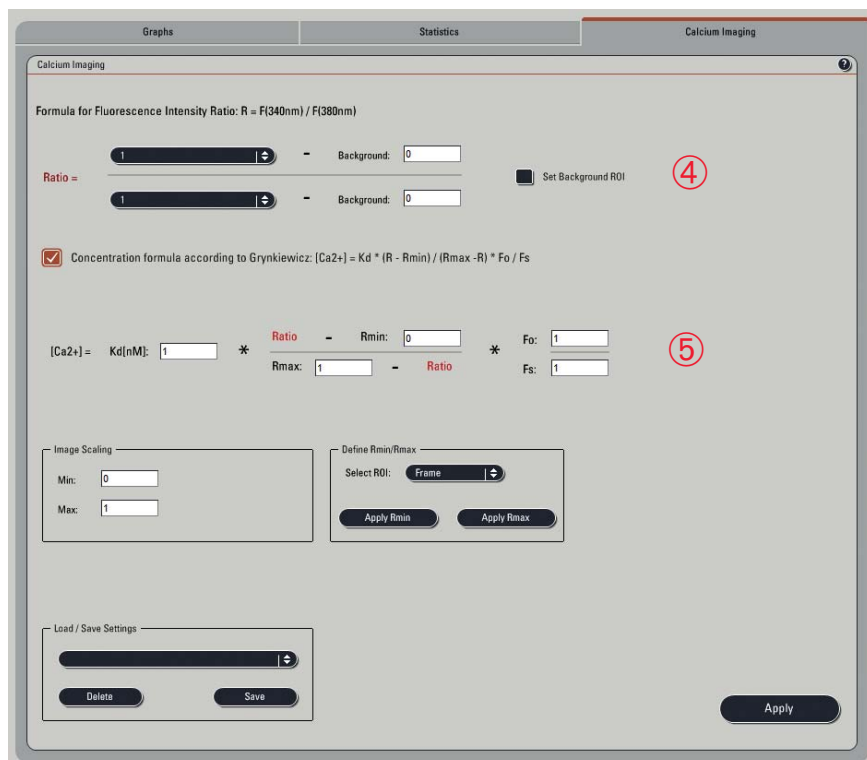 Graphs Statistics Calcium Imaging
Calcium Imaging ?
Formula for Fluorescence Intensity Ratio: R = F(340nm) / F(380nm)
1 - Background: 0
Ratio = Set Background ROI ④
1 - Background: 0
Concentration formula according to Grynkiewicz: [Ca2+] = Kd * (R - Rmin) / (Rmax -R) * Fo / Fs
Ratio - Rmin: 0 Fo: 1
[Ca2+] = Kd[nM]: 1 * * ⑤
Rmax: 1 - Ratio Fs: 1
Image Scaling Define Rmin/Rmax
Min: 0 Select ROI: Frame
Max: 1 Apply Rmin Apply Rmax
Load / Save Settings
Delete Save
Apply